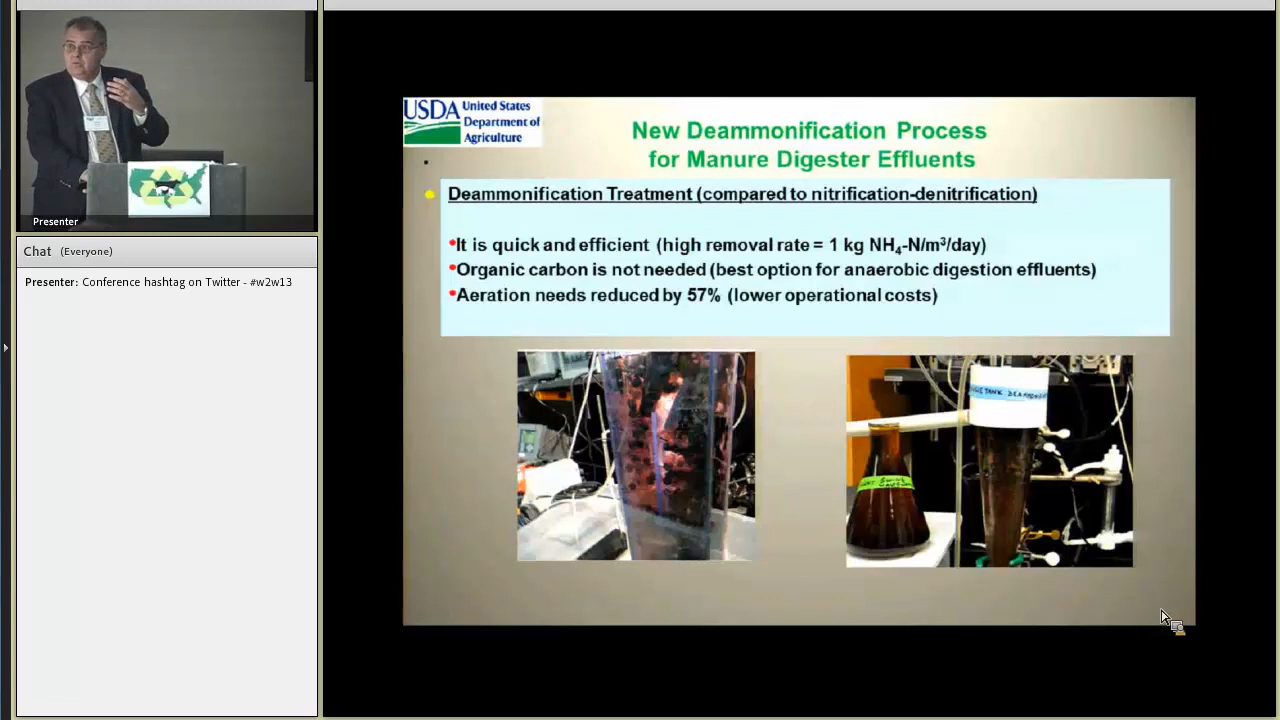 Presenter
Chat (Everyone)
Presenter: Conference hashtag on Twitter - #w2w13
USDA United States
Department of
Agriculture
New Deammonification Process
for Manure Digester Effluents
Deammonification Treatment (compared to nitrification-denitrification)
•It is quick and efficient (high removal rate = 1 kg NH₄-N/m³/day)
•Organic carbon is not needed (best option for anaerobic digestion effluents)
•Aeration needs reduced by 57% (lower operational costs)
TANK
SWINE